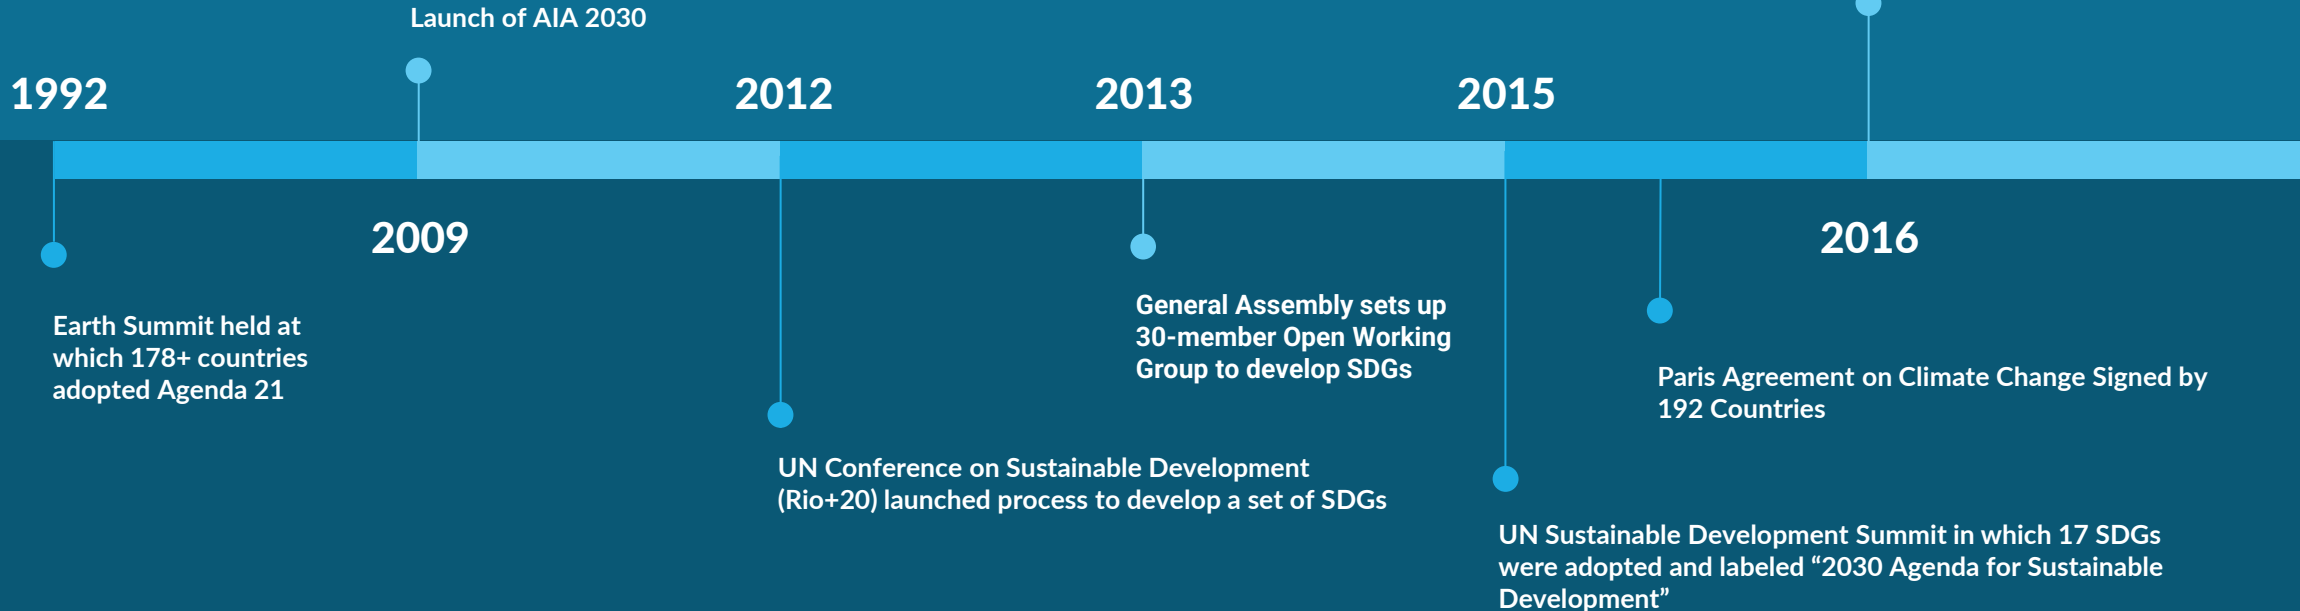 Launch of AIA 2030
1992
2012
2013
2015
2009
2016
Earth Summit held at
which 178+ countries
adopted Agenda 21
General Assembly sets up
30-member Open Working
Group to develop SDGs
Paris Agreement on Climate Change Signed by
192 Countries
UN Conference on Sustainable Development
(Rio+20) launched process to develop a set of SDGs
UN Sustainable Development Summit in which 17 SDGs
were adopted and labeled “2030 Agenda for Sustainable
Development”